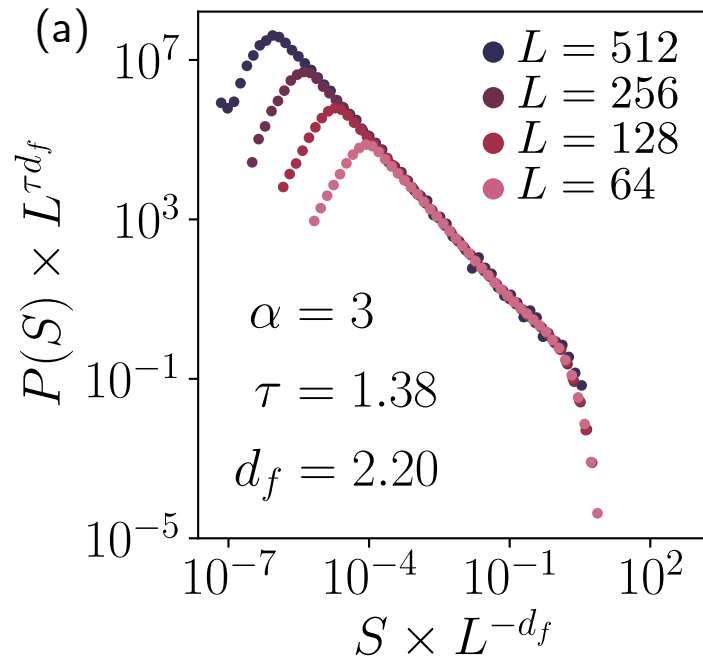 (a)
L = 512
L = 256
L = 128
L = 64
α = 3
τ = 1.38
d_f = 2.20
P(S) × L^{τd_f}
10^7
10^3
10^{-1}
10^{-5}
10^{-7} 10^{-4} 10^{-1} 10^2
S × L^{-d_f}